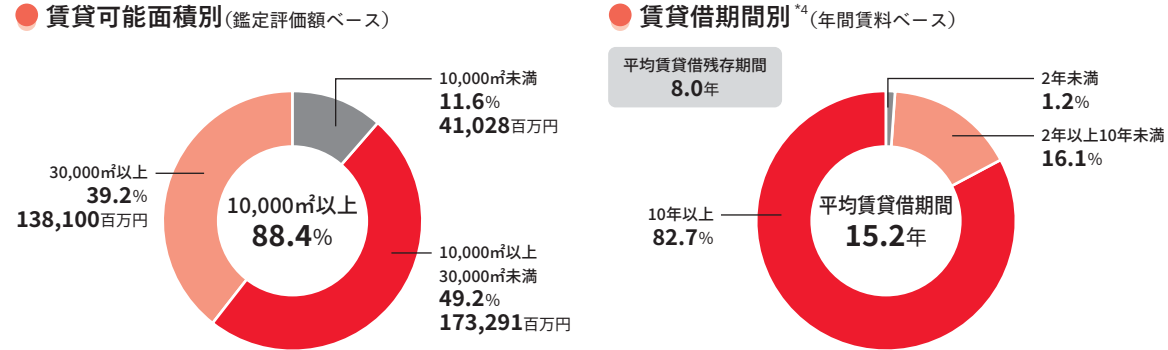 賃貸可能面積別(鑑定評価額ベース)
10,000㎡未満
11.6%
41,028百万円
30,000㎡以上
39.2%
138,100百万円
10,000㎡以上
88.4%
10,000㎡以上
30,000㎡未満
49.2%
173,291百万円
賃貸借期間別*4(年間賃料ベース)
平均賃貸借残存期間
8.0年
2年未満
1.2%
2年以上10年未満
16.1%
10年以上
82.7%
平均賃貸借期間
15.2年